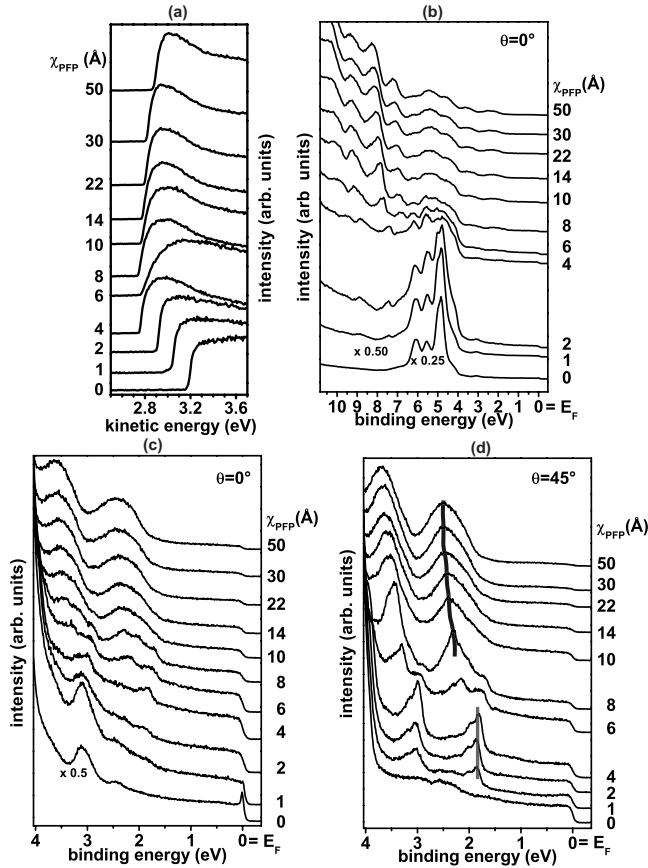 (a)
χPFP (Å)
50
30
22
14
10
8
6
4
2
1
0
2.8 3.2 3.6
kinetic energy (eV)
intensity (arb. units)
(b)
θ=0°
χPFP(Å)
50
30
22
14
10
8
6
4
2
1
0
x 0.50
x 0.25
10 9 8 7 6 5 4 3 2 1 0= EF
binding energy (eV)
intensity (arb. units)
(c)
θ=0°
χPFP(Å)
50
30
22
14
10
8
6
4
2
1
0
x 0.5
4 3 2 1 0= EF
binding energy (eV)
intensity (arb. units)
(d)
θ=45°
χPFP(Å)
50
30
22
14
10
8
6
4
2
1
0
4 3 2 1 0= EF
binding energy (eV)